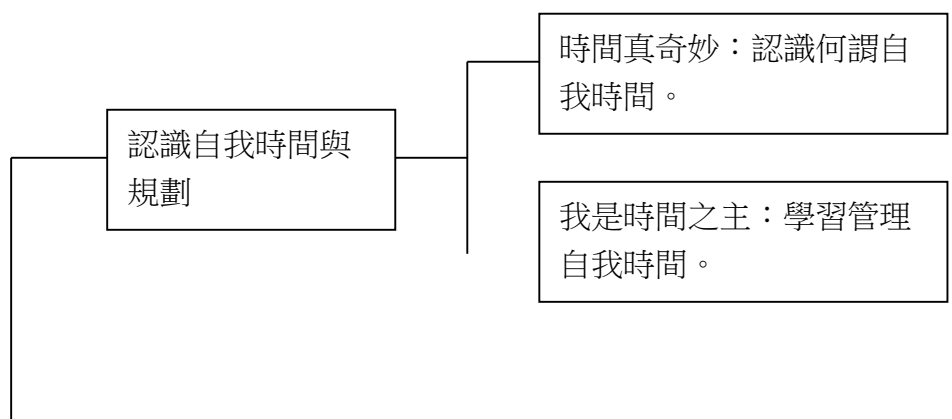 時間真奇妙：認識何謂自
我時間。
認識自我時間與
規劃
我是時間之主：學習管理
自我時間。